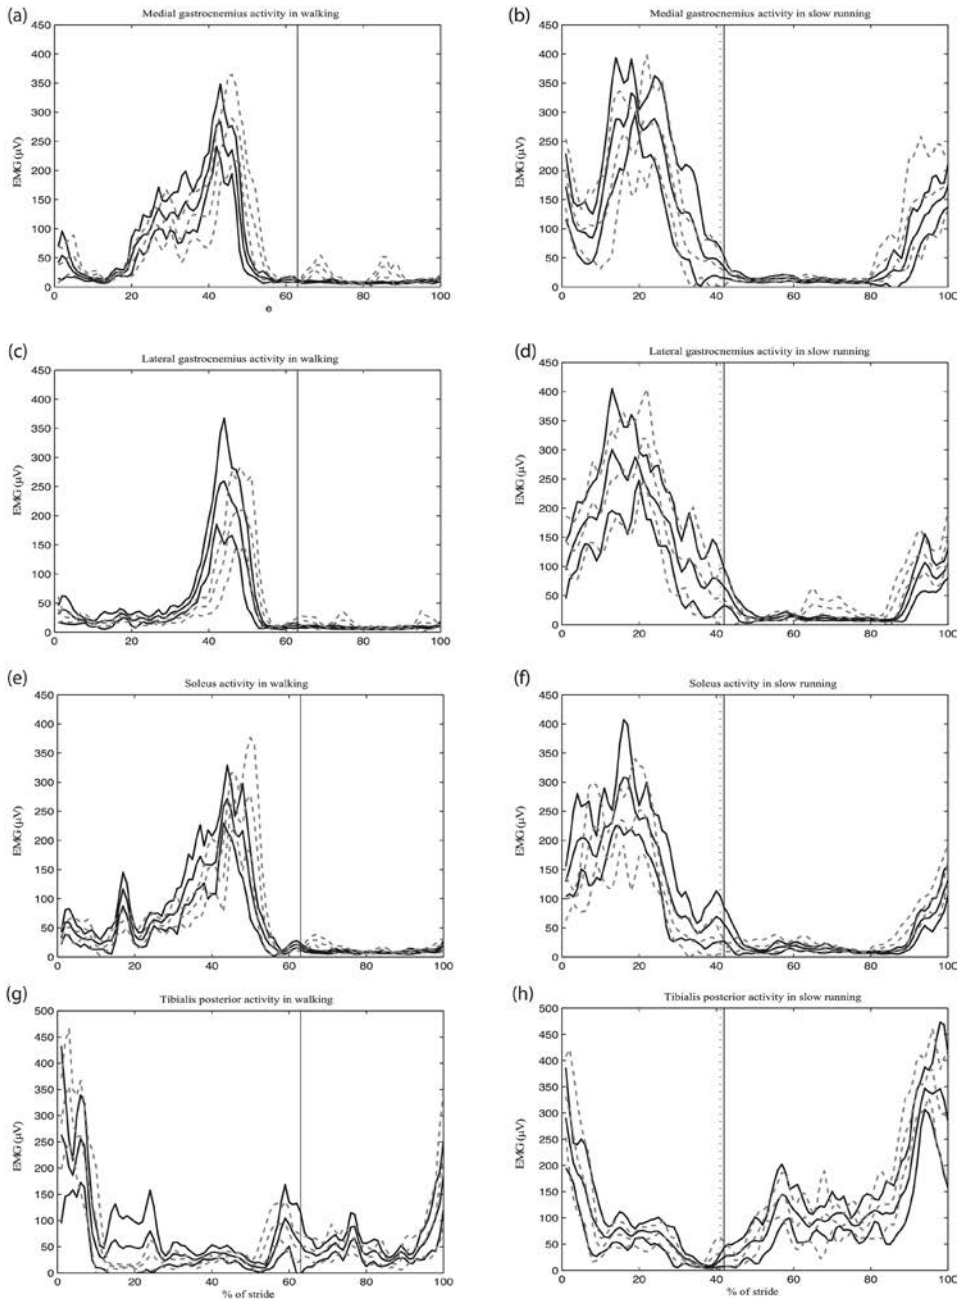 (a)
Medial gastrocnemius activity in walking
450
400
350
300
250
200
150
100
50
0
EMG (µV)
0 20 40 60 80 100
e
(b)
Medial gastrocnemius activity in slow running
450
400
350
300
250
200
150
100
50
0
EMG (µV)
0 20 40 60 80 100
(c)
Lateral gastrocnemius activity in walking
450
400
350
300
250
200
150
100
50
0
EMG (µV)
0 20 40 60 80 100
(d)
Lateral gastrocnemius activity in slow running
450
400
350
300
250
200
150
100
50
0
EMG (µV)
0 20 40 60 80 100
(e)
Soleus activity in walking
450
400
350
300
250
200
150
100
50
0
EMG (µV)
0 20 40 60 80 100
(f)
Soleus activity in slow running
450
400
350
300
250
200
150
100
50
0
EMG (µV)
0 20 40 60 80 100
(g)
Tibialis posterior activity in walking
500
450
400
350
300
250
200
150
100
50
0
EMG (µV)
0 20 40 60 80 100
% of stride
(h)
Tibialis posterior activity in slow running
500
450
400
350
300
250
200
150
100
50
0
EMG (µV)
0 20 40 60 80 100
% of stride